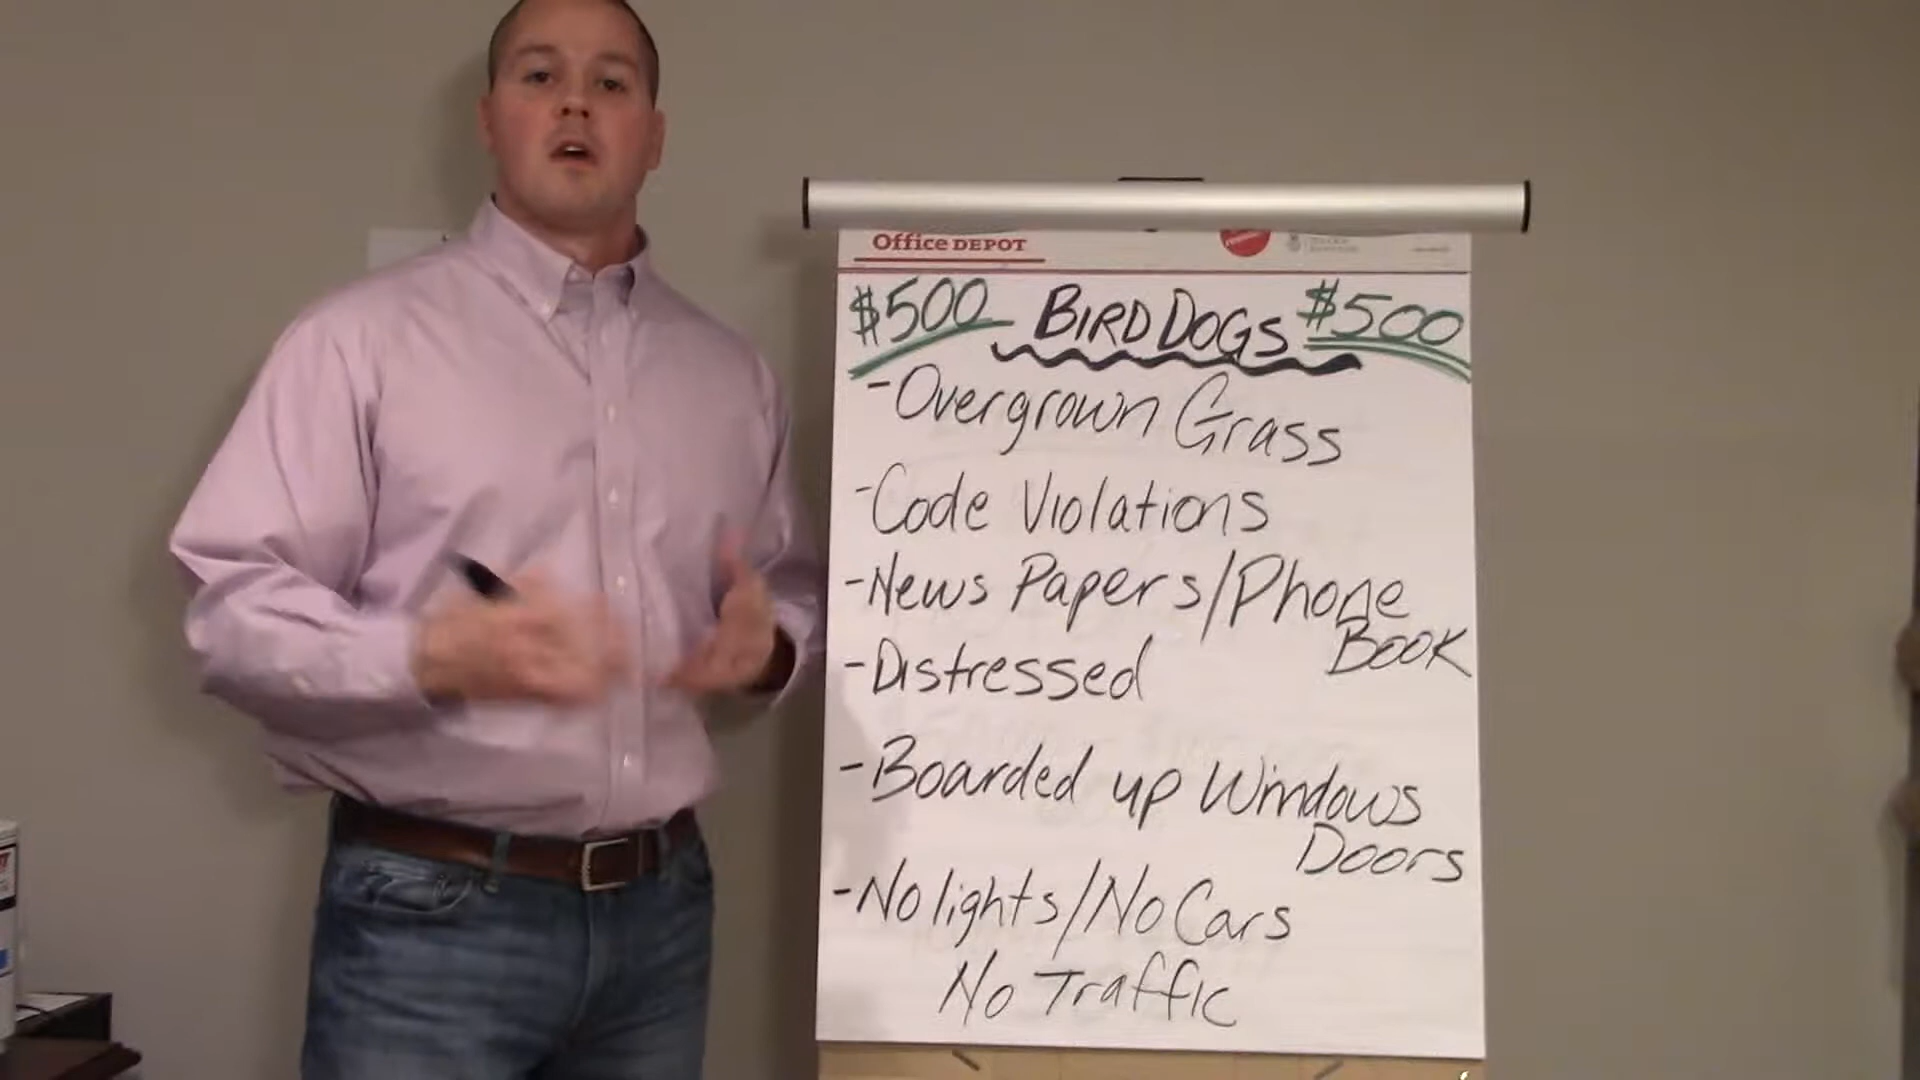 Office DEPOT
$500 BIRD DOGS $500
- Overgrown Grass
- Code Violations
- News Papers/Phone
Book
- Distressed
- Boarded up Windows
Doors
- No lights/No Cars
No Traffic